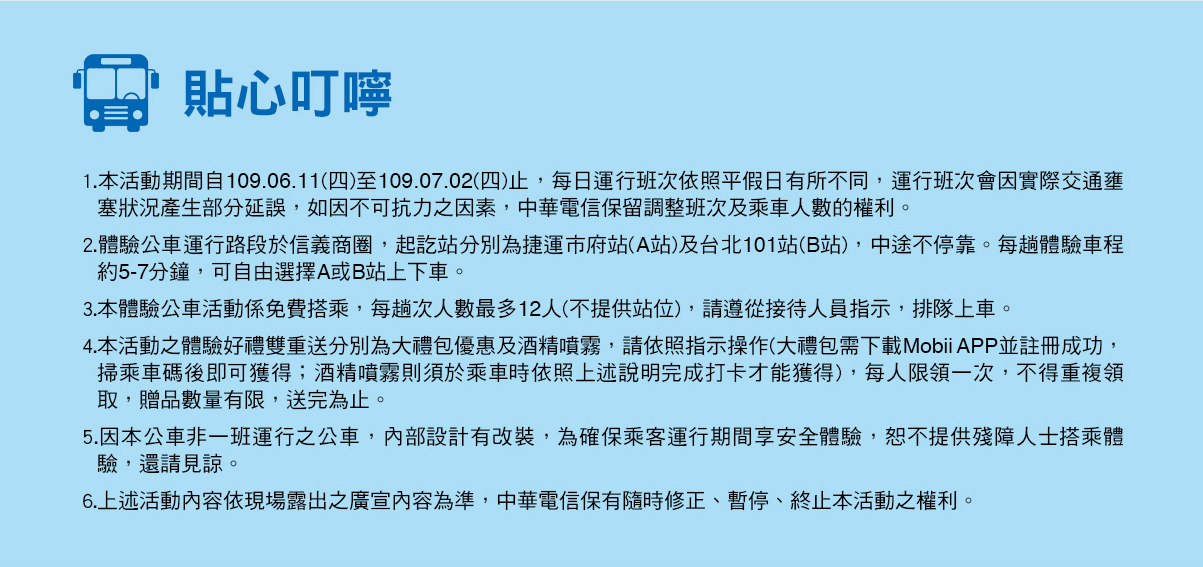 貼心叮嚀
1.本活動期間自109.06.11(四)至109.07.02(四)止，每日運行班次依照平假日有所不同，運行班次會因實際交通壅
塞狀況產生部分延誤，如因不可抗力之因素，中華電信保留調整班次及乘車人數的權利。
2.體驗公車運行路段於信義商圈，起訖站分別為捷運市府站(A站)及台北101站(B站)，中途不停靠。每趟體驗車程
約5-7分鐘，可自由選擇A或B站上下車。
3.本體驗公車活動係免費搭乘，每趟次人數最多12人(不提供站位)，請遵從接待人員指示，排隊上車。
4.本活動之體驗好禮雙重送分別為大禮包優惠及酒精噴霧，請依照指示操作(大禮包需下載Mobii APP並註冊成功，
掃乘車碼後即可獲得；酒精噴霧則須於乘車時依照上述說明完成打卡才能獲得)，每人限領一次，不得重複領
取，贈品數量有限，送完為止。
5.因本公車非一班運行之公車，內部設計有改裝，為確保乘客運行期間享安全體驗，恕不提供殘障人士搭乘體
驗，還請見諒。
6.上述活動內容依現場露出之廣宣內容為準，中華電信保有隨時修正、暫停、終止本活動之權利。